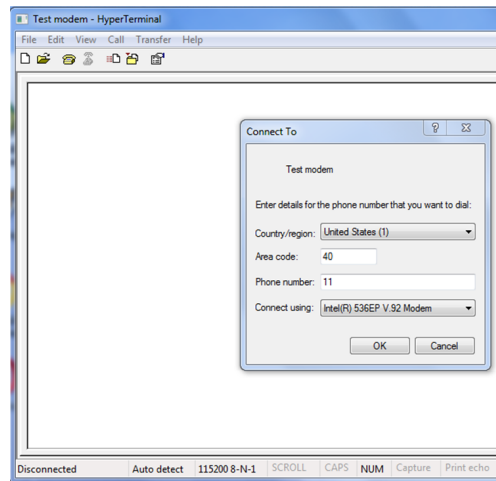 Test modem - HyperTerminal
File Edit View Call Transfer Help
Connect To
Test modem
Enter details for the phone number that you want to dial:
Country/region: United States (1)
Area code: 40
Phone number: 11
Connect using: Intel(R) 536EP V.92 Modem
OK Cancel
Disconnected Auto detect 115200 8-N-1 SCROLL CAPS NUM Capture Print echo